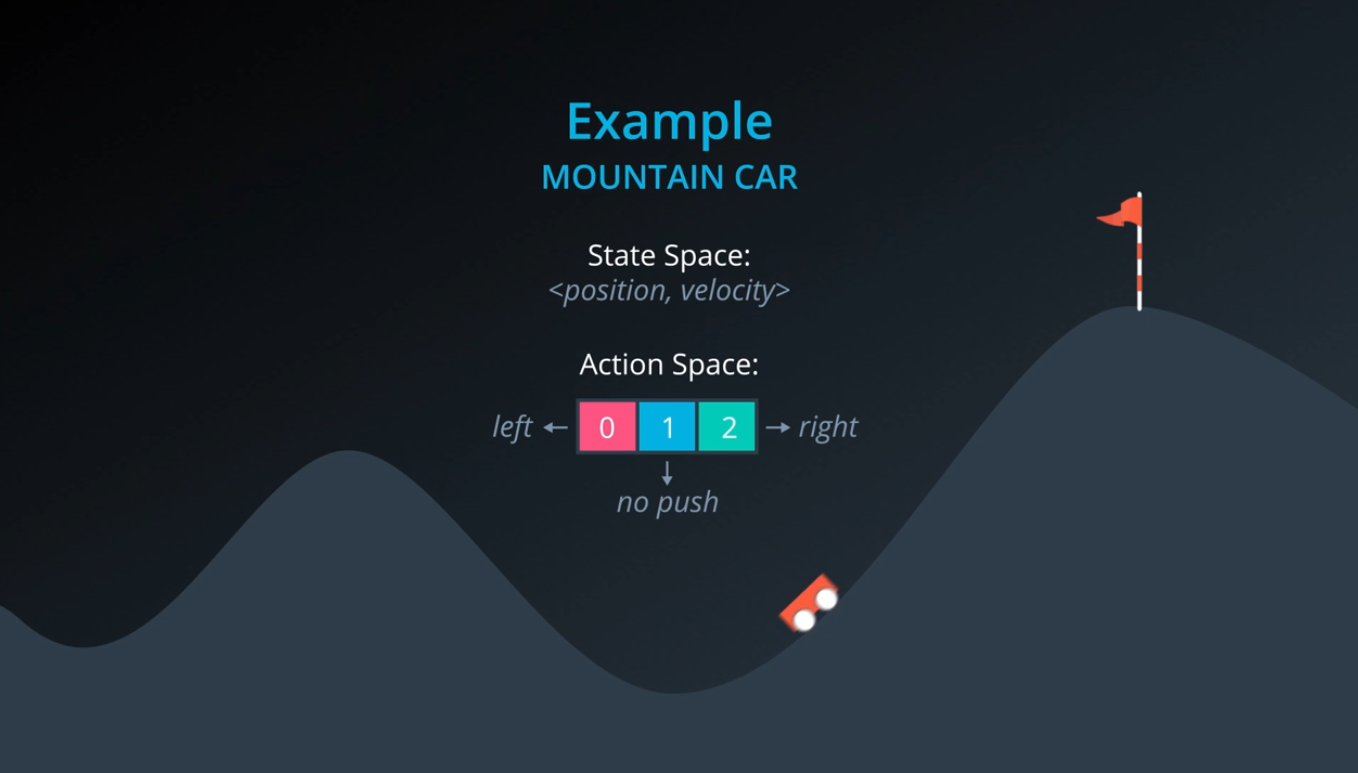 Example
MOUNTAIN CAR
State Space:
<position, velocity>
Action Space:
left 0 1 2 right
no push